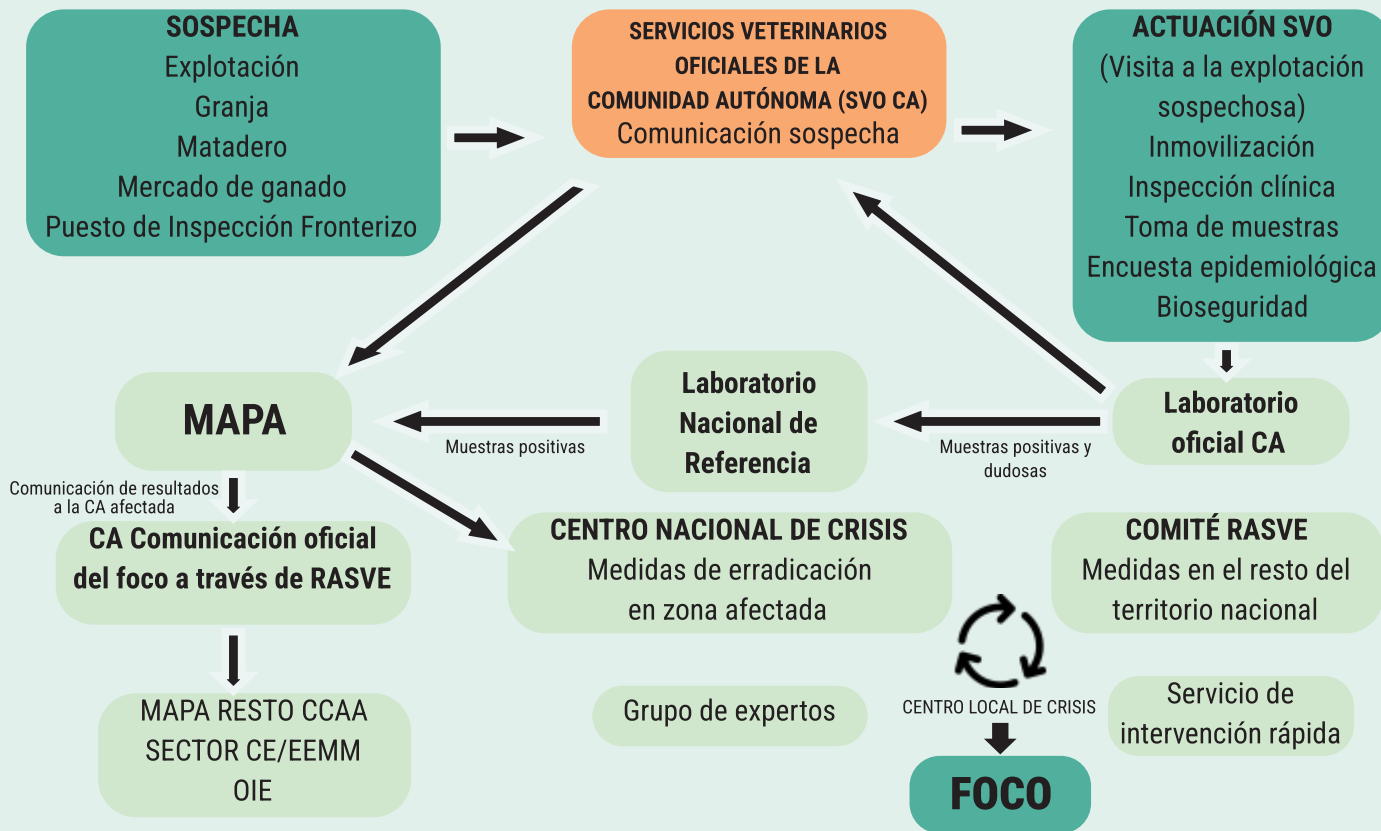 SOSPECHA
Explotación
Granja
Matadero
Mercado de ganado
Puesto de Inspección Fronterizo
SERVICIOS VETERINARIOS
OFICIALES DE LA
COMUNIDAD AUTÓNOMA (SVO CA)
Comunicación sospecha
ACTUACIÓN SVO
(Visita a la explotación
sospechosa)
Inmovilización
Inspección clínica
Toma de muestras
Encuesta epidemiológica
Bioseguridad
MAPA
Muestras positivas
Laboratorio
Nacional de
Referencia
Muestras positivas y
dudosas
Laboratorio
oficial CA
Comunicación de resultados
a la CA afectada
CA Comunicación oficial
del foco a través de RASVE
CENTRO NACIONAL DE CRISIS
Medidas de erradicación
en zona afectada
COMITÉ RASVE
Medidas en el resto del
territorio nacional
MAPA RESTO CCAA
SECTOR CE/EEMM
OIE
Grupo de expertos
CENTRO LOCAL DE CRISIS
Servicio de
intervención rápida
FOCO